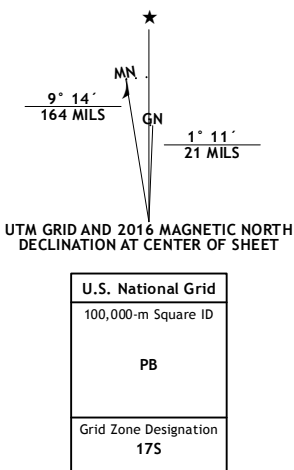 ★
MN
GN
9° 14´
164 MILS
1° 11´
21 MILS
UTM GRID AND 2016 MAGNETIC NORTH
DECLINATION AT CENTER OF SHEET
U.S. National Grid
100,000-m Square ID
PB
Grid Zone Designation
17S